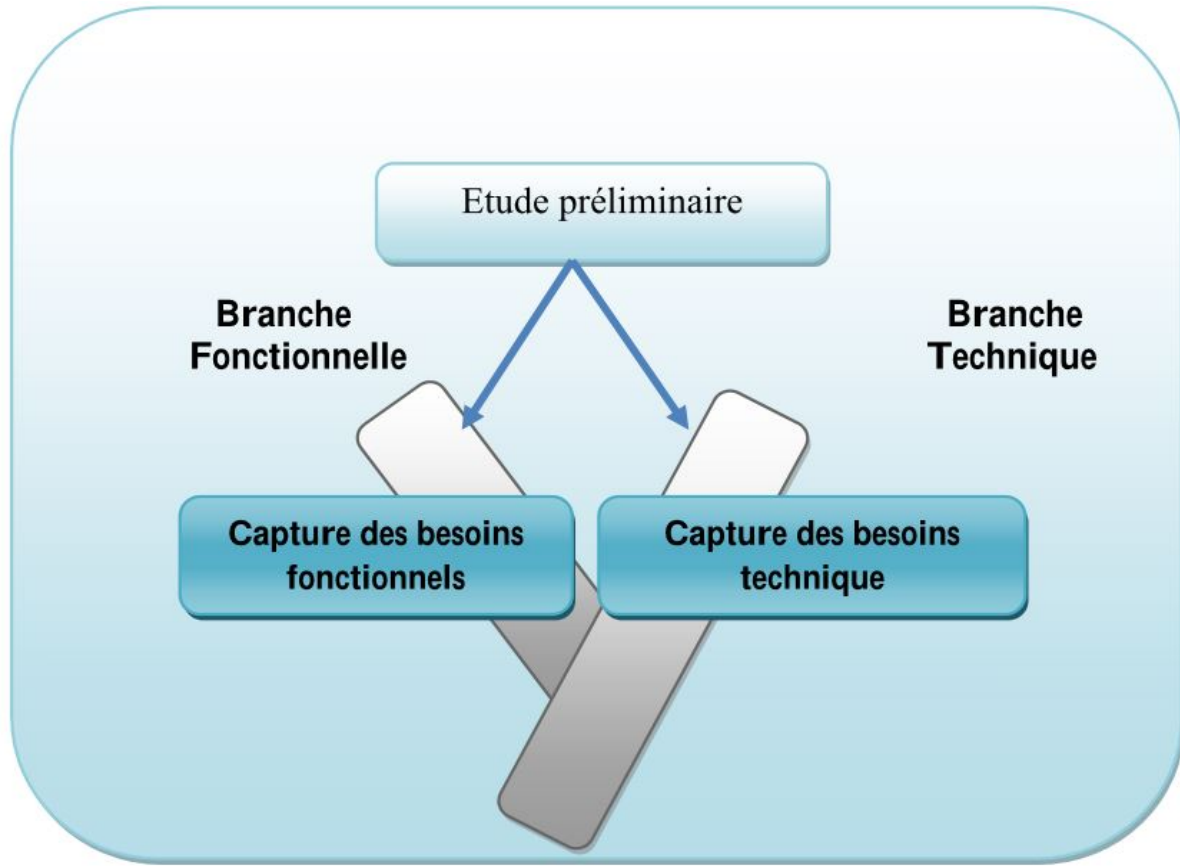 Etude préliminaire
Branche
Fonctionnelle
Branche
Technique
Capture des besoins
fonctionnels
Capture des besoins
technique